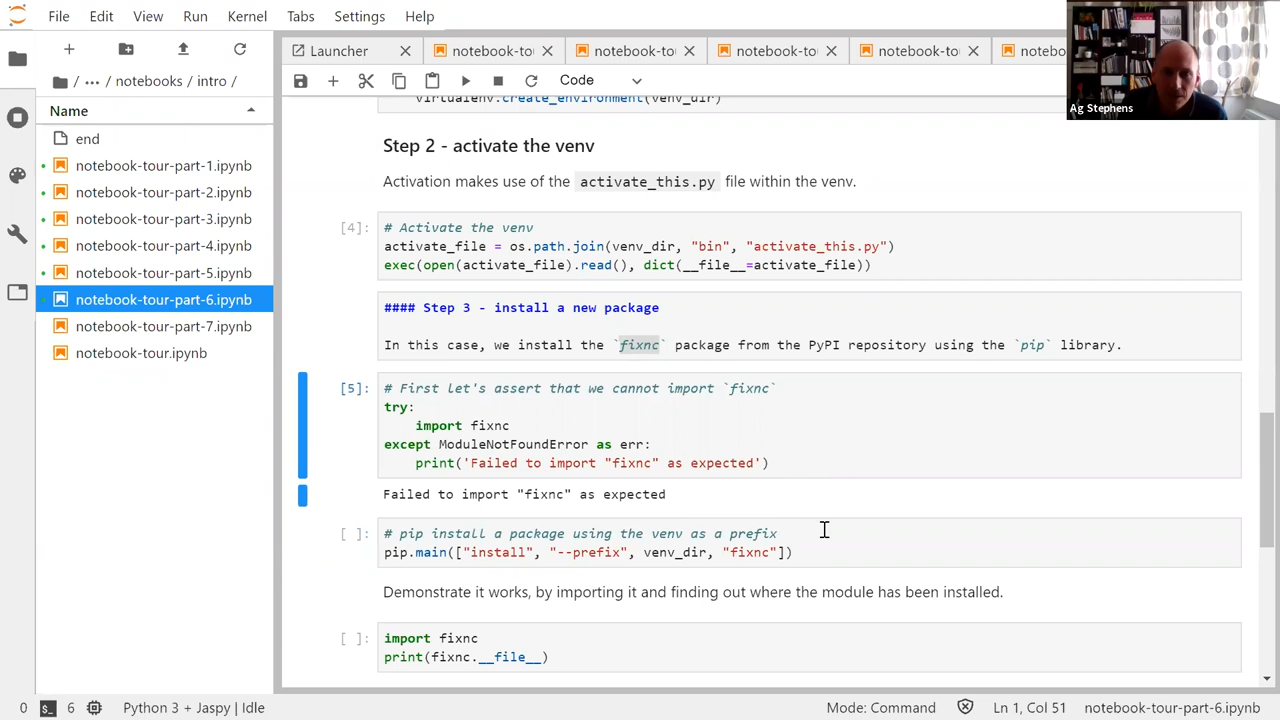 File Edit View Run Kernel Tabs Settings Help
Launcher
notebook-to
notebook-to
notebook-to
notebook-to
noteb
/ ··· / notebooks / intro /
Code
Name
end
notebook-tour-part-1.ipynb
notebook-tour-part-2.ipynb
notebook-tour-part-3.ipynb
notebook-tour-part-4.ipynb
notebook-tour-part-5.ipynb
notebook-tour-part-6.ipynb
notebook-tour-part-7.ipynb
notebook-tour.ipynb
Ag Stephens
virtualenv.create_environment(venv_dir)
Step 2 - activate the venv
Activation makes use of the activate_this.py file within the venv.
[4]:
# Activate the venv
activate_file = os.path.join(venv_dir, "bin", "activate_this.py")
exec(open(activate_file).read(), dict(__file__=activate_file))
#### Step 3 - install a new package
In this case, we install the `fixnc` package from the PyPI repository using the `pip` library.
[5]:
# First let's assert that we cannot import `fixnc`
try:
import fixnc
except ModuleNotFoundError as err:
print('Failed to import "fixnc" as expected')
Failed to import "fixnc" as expected
[ ]:
# pip install a package using the venv as a prefix
pip.main(["install", "--prefix", venv_dir, "fixnc"])
Demonstrate it works, by importing it and finding out where the module has been installed.
[ ]:
import fixnc
print(fixnc.__file__)
0 $_ 6 Python 3 + Jaspy | Idle
Mode: Command Ln 1, Col 51 notebook-tour-part-6.ipynb